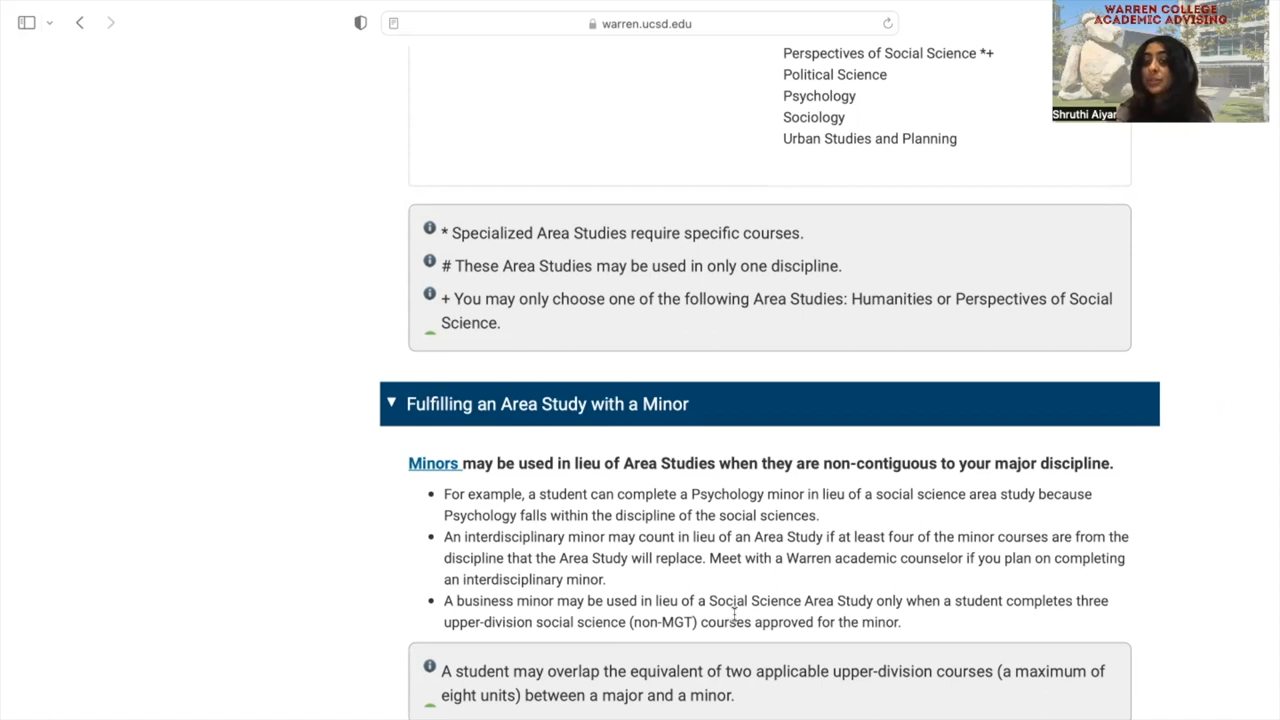 warren.ucsd.edu
WARREN COLLEGE
ACADEMIC ADVISING
Shruthi Aiyar
Perspectives of Social Science *+
Political Science
Psychology
Sociology
Urban Studies and Planning
* Specialized Area Studies require specific courses.
# These Area Studies may be used in only one discipline.
+ You may only choose one of the following Area Studies: Humanities or Perspectives of Social
Science.
Fulfilling an Area Study with a Minor
Minors may be used in lieu of Area Studies when they are non-contiguous to your major discipline.
For example, a student can complete a Psychology minor in lieu of a social science area study because
Psychology falls within the discipline of the social sciences.
An interdisciplinary minor may count in lieu of an Area Study if at least four of the minor courses are from the
discipline that the Area Study will replace. Meet with a Warren academic counselor if you plan on completing
an interdisciplinary minor.
A business minor may be used in lieu of a Social Science Area Study only when a student completes three
upper-division social science (non-MGT) courses approved for the minor.
A student may overlap the equivalent of two applicable upper-division courses (a maximum of
eight units) between a major and a minor.